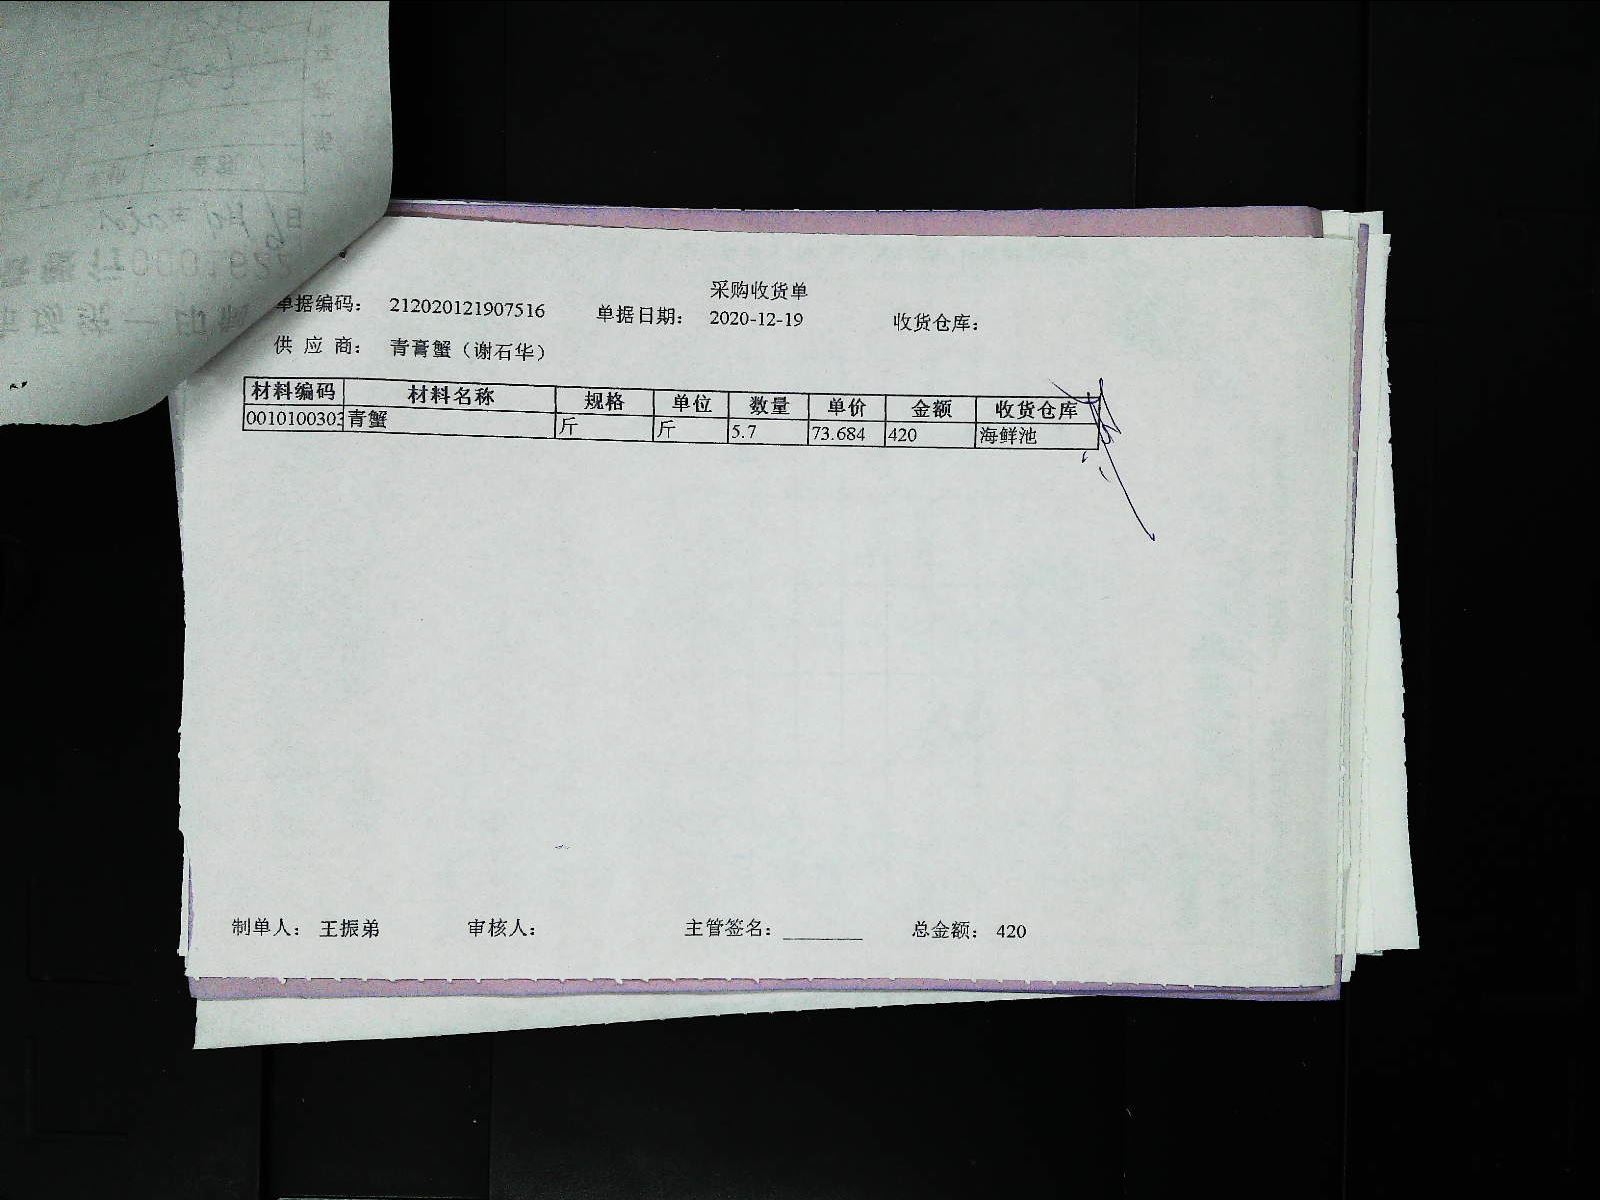 采购收货单
单据编码： 212020121907516 单据日期： 2020-12-19 收货仓库：
供 应 商： 青膏蟹（谢石华）
材料编码 材料名称 规格 单位 数量 单价 金额 收货仓库
0010100303 青蟹 斤 斤 5.7 73.684 420 海鲜池
制单人： 王振弟 审核人： 主管签名： ________ 总金额： 420